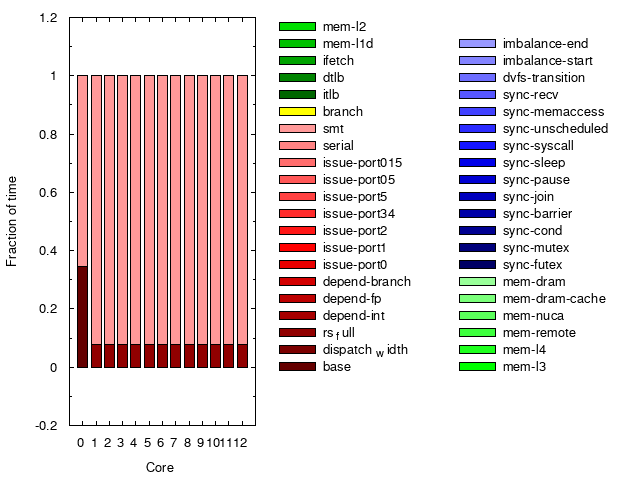 1.2
1
0.8
0.6
0.4
0.2
0
-0.2
Fraction of time
0 1 2 3 4 5 6 7 8 9 10 11 12
Core
mem-l2
mem-l1d
ifetch
dtlb
itlb
branch
smt
serial
issue-port015
issue-port05
issue-port5
issue-port34
issue-port2
issue-port1
issue-port0
depend-branch
depend-fp
depend-int
rs f ull
dispatch w idth
base
imbalance-end
imbalance-start
dvfs-transition
sync-recv
sync-memaccess
sync-unscheduled
sync-syscall
sync-sleep
sync-pause
sync-join
sync-barrier
sync-cond
sync-mutex
sync-futex
mem-dram
mem-dram-cache
mem-nuca
mem-remote
mem-l4
mem-l3